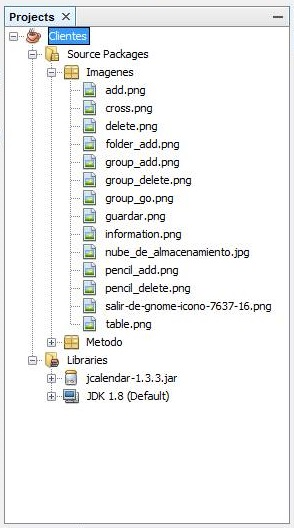 Projects
Clientes
Source Packages
Imagenes
add.png
cross.png
delete.png
folder_add.png
group_add.png
group_delete.png
group_go.png
guardar.png
information.png
nube_de_almacenamiento.jpg
pencil_add.png
pencil_delete.png
salir-de-gnome-icono-7637-16.png
table.png
Metodo
Libraries
jcalendar-1.3.3.jar
JDK 1.8 (Default)